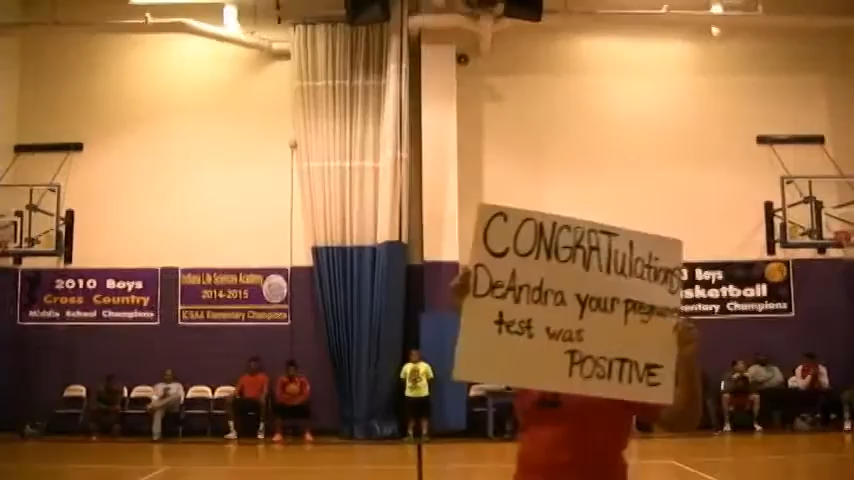 CONGRATulations
DeAndra your pregnancy
test was
POSITIVE
2010 Boys
Cross Country
Middle School Champions
Indiana Life Sciences Academy
2014-2015
ICSAA Elementary Champions
Boys
Basketball
Elementary Champions